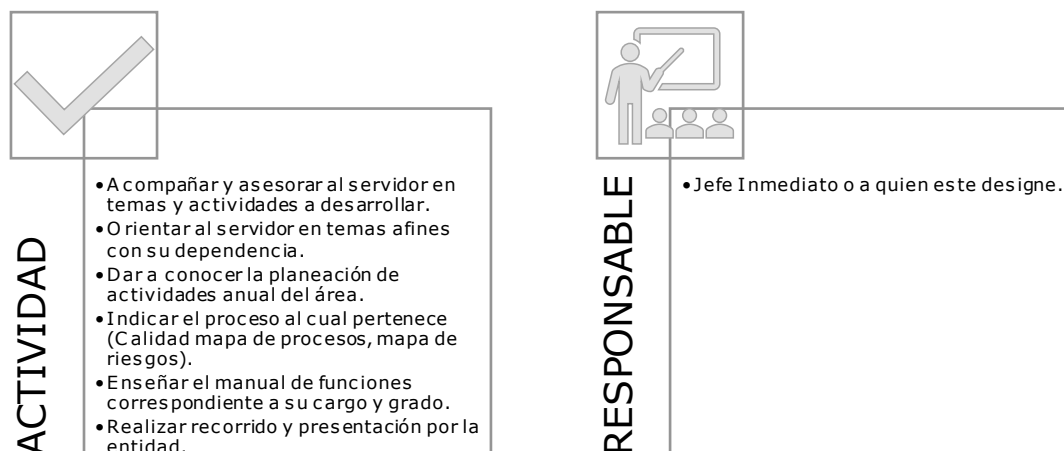 ACTIVIDAD
•Acompañar y asesorar al servidor en
temas y actividades a desarrollar.
•Orientar al servidor en temas afines
con su dependencia.
•Dar a conocer la planeación de
actividades anual del área.
•Indicar el proceso al cual pertenece
(Calidad mapa de procesos, mapa de
riesgos).
•Enseñar el manual de funciones
correspondiente a su cargo y grado.
•Realizar recorrido y presentación por la
entidad.
RESPONSABLE
•Jefe Inmediato o a quien este designe.